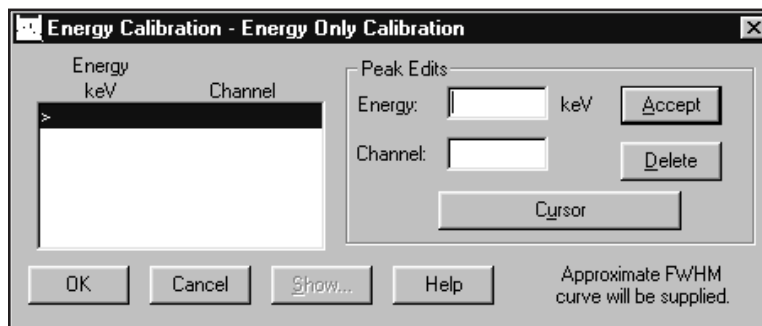 Energy Calibration - Energy Only Calibration
Energy
keV Channel
>
Peak Edits
Energy: keV Accept
Channel: Delete
Cursor
OK Cancel Show... Help
Approximate FWHM
curve will be supplied.